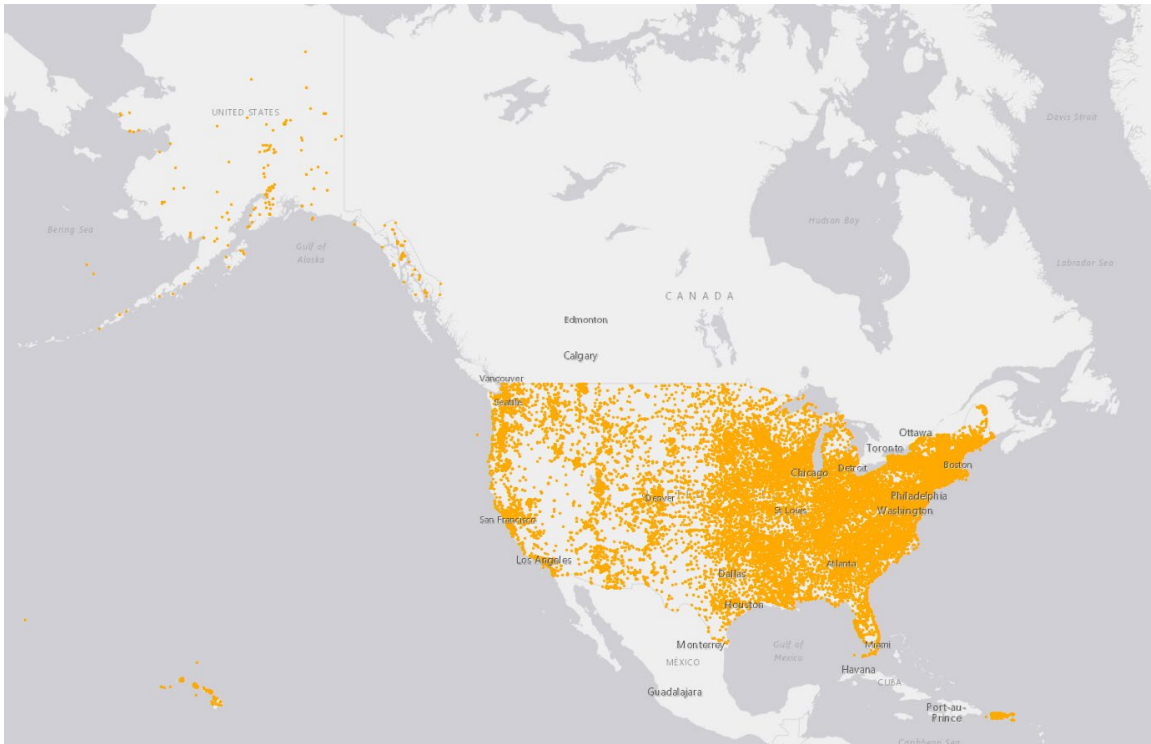 Davis Strait
UNITED STATES
Hudson Bay
Bering Sea
Gulf of
Alaska
Labrador Sea
CANADA
Edmonton
Calgary
Vancouver
Seattle
Ottawa
Toronto
Boston
Detroit
Chicago
Denver
Philadelphia
St Louis
Washington
San Francisco
Los Angeles
Atlanta
Dallas
Houston
Monterrey
Gulf of
Mexico
Miami
MÉXICO
Havana
CUBA
Guadalajara
Port-au-
Prince
Caribbean Sea